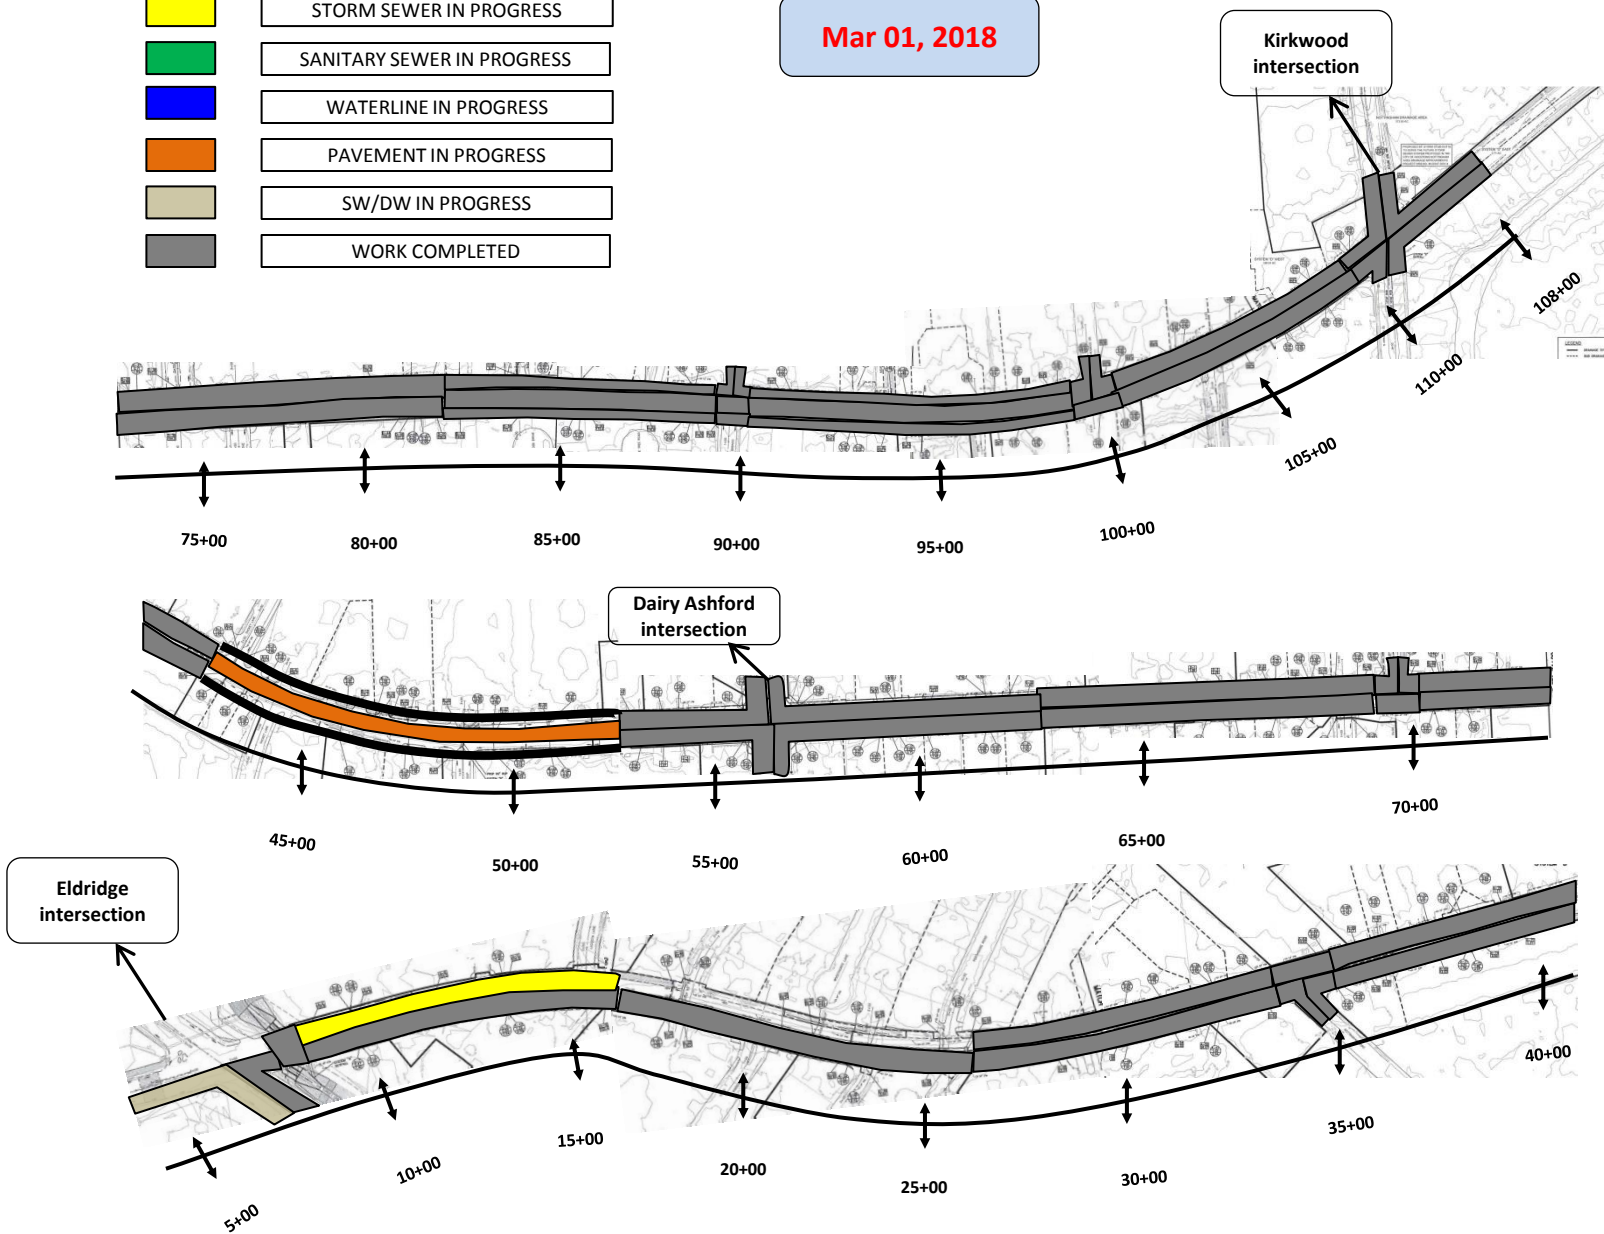 STORM SEWER IN PROGRESS
SANITARY SEWER IN PROGRESS
WATERLINE IN PROGRESS
PAVEMENT IN PROGRESS
SW/DW IN PROGRESS
WORK COMPLETED
Mar 01, 2018
Kirkwood
intersection
108+00
110+00
105+00
100+00
75+00
80+00
85+00
90+00
95+00
Dairy Ashford
intersection
45+00
50+00
55+00
60+00
65+00
70+00
Eldridge
intersection
5+00
10+00
15+00
20+00
25+00
30+00
35+00
40+00
LEGEND